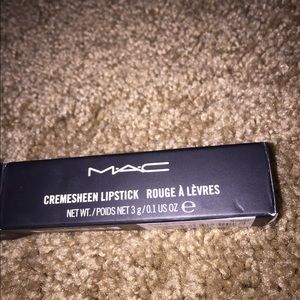 M·A·C
CREMESHEEN LIPSTICK ROUGE À LÈVRES
NET WT./POIDS NET 3 g/0.1 US OZ ℮